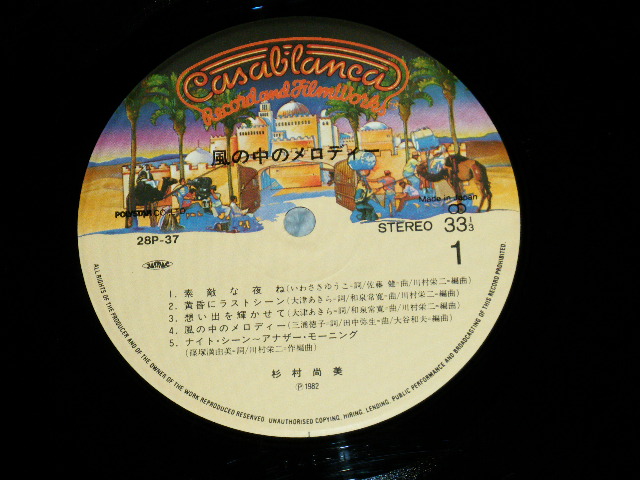 Casablanca
Record and FilmWorks
風の中のメロディー
POLYSTAR CO., LTD.
Made in Japan
28P-37
STEREO 33 1/3
1
1. 素敵な夜ね(いわさきゆうこ-詞/佐藤 健-曲/川村栄二-編曲)
2. 黄昏にラストシーン(大津あきら-詞/和泉常寛-曲/川村栄二-編曲)
3. 想い出を輝かせて(大津あきら-詞/和泉常寛-曲/川村栄二-編曲)
4. 風の中のメロディー(三浦徳子-詞/田中弥生-曲/大谷和夫-編曲)
5. ナイト・シーン〜アナザー・モーニング
(篠塚満由美-詞/川村栄二-作編曲)
杉村尚美
Ⓟ1982
ALL RIGHTS OF THE PRODUCER AND OF THE OWNER OF THE RECORDED WORK RESERVED. UNAUTHORISED COPYING, HIRING, LENDING, PUBLIC PERFORMANCE AND BROADCASTING OF THIS RECORD PROHIBITED.